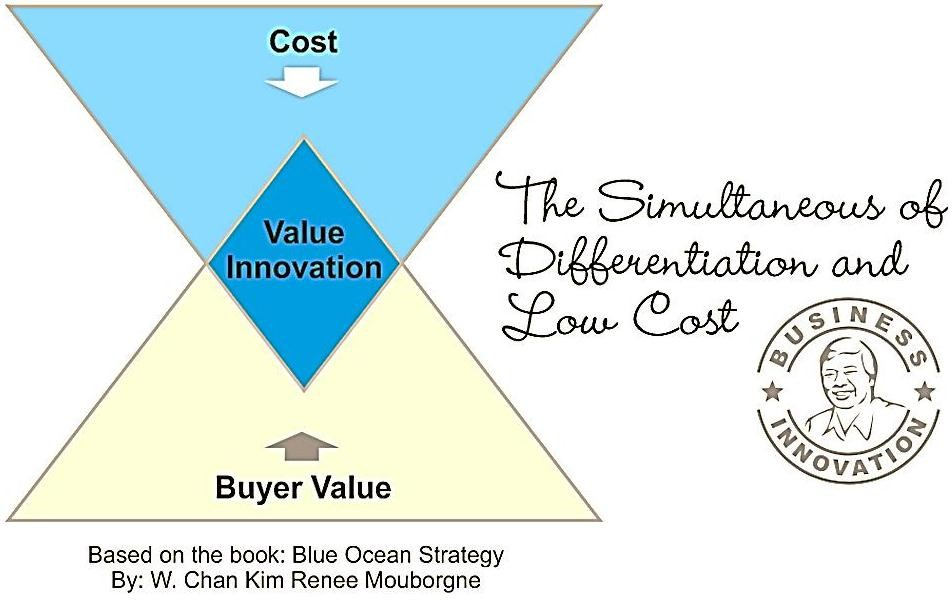 Cost
Value
Innovation
Buyer Value
The Simultaneous of
Differentiation and
Low Cost
BUSINESS
INNOVATION
Based on the book: Blue Ocean Strategy
By: W. Chan Kim Renee Mouborgne